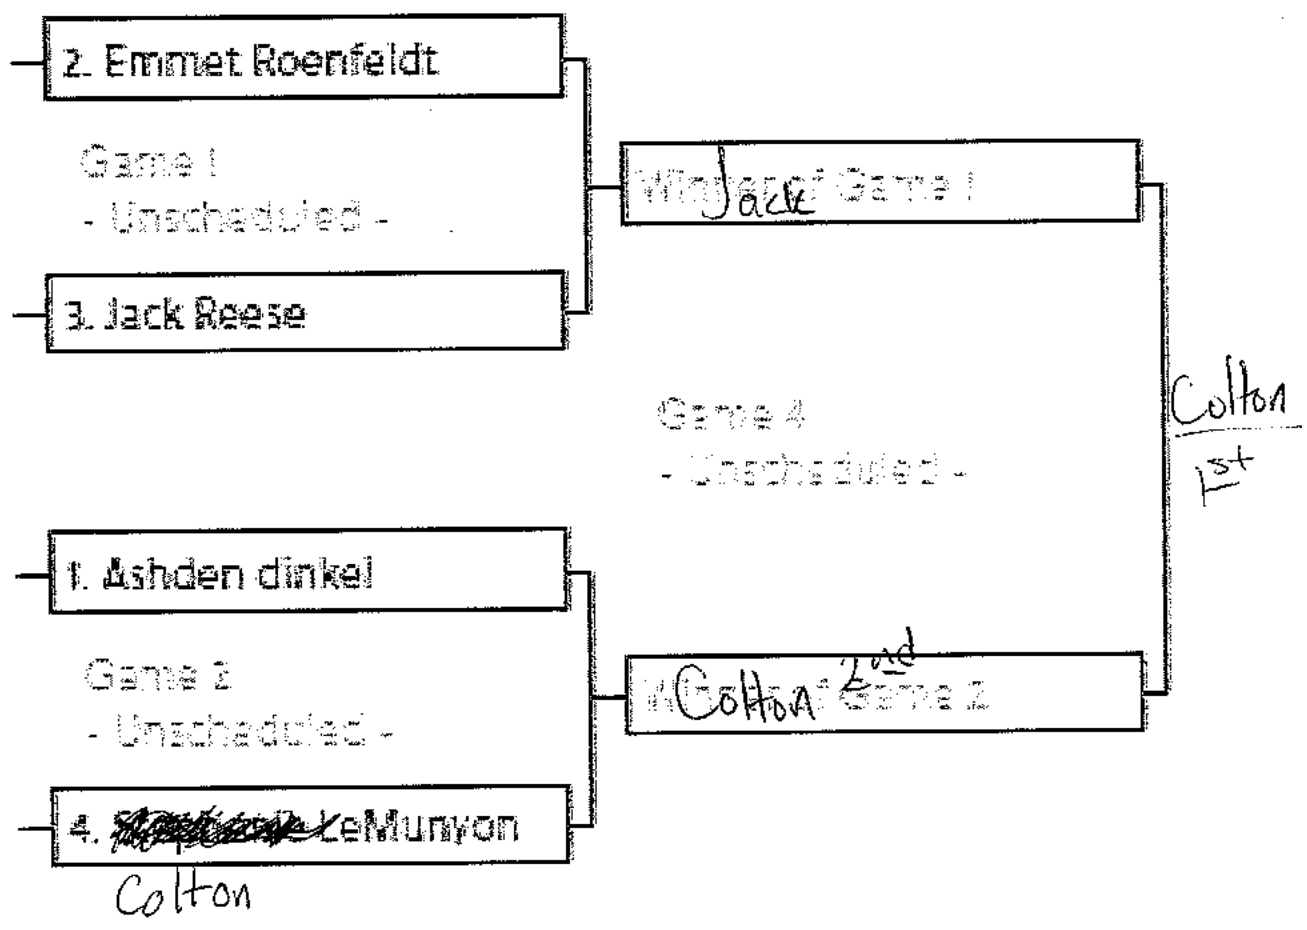 2. Emmet Roenfeldt
Game 1
- Unscheduled -
3. Jack Reese
Winner of Game 1
Jack
Game 4
- Unscheduled -
Colton
1st
1. Ashden dinkel
Game 2
- Unscheduled -
4. LeMunyon
Colton
Winner of Game 2
Colton 2nd